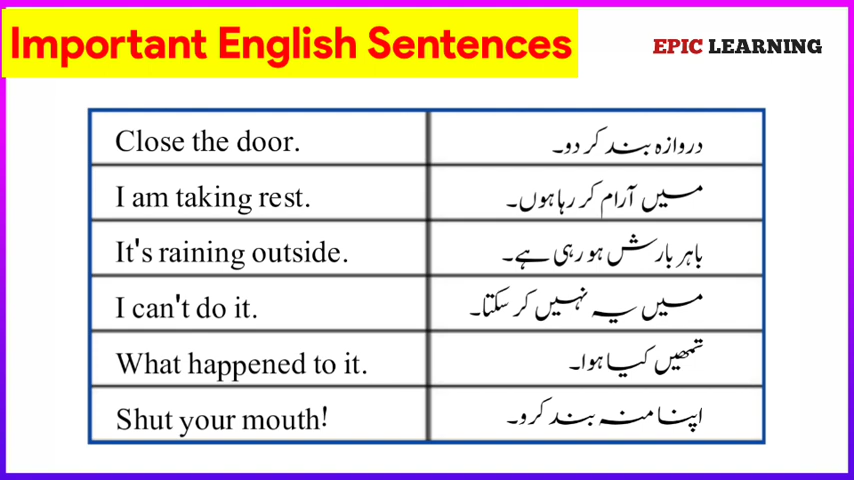 Important English Sentences
EPIC LEARNING
Close the door. دروازہ بند کر دو۔
I am taking rest. میں آرام کر رہا ہوں۔
It's raining outside. باہر بارش ہو رہی ہے۔
I can't do it. میں یہ نہیں کر سکتا۔
What happened to it. تمھیں کیا ہوا۔
Shut your mouth! اپنا منہ بند کرو۔